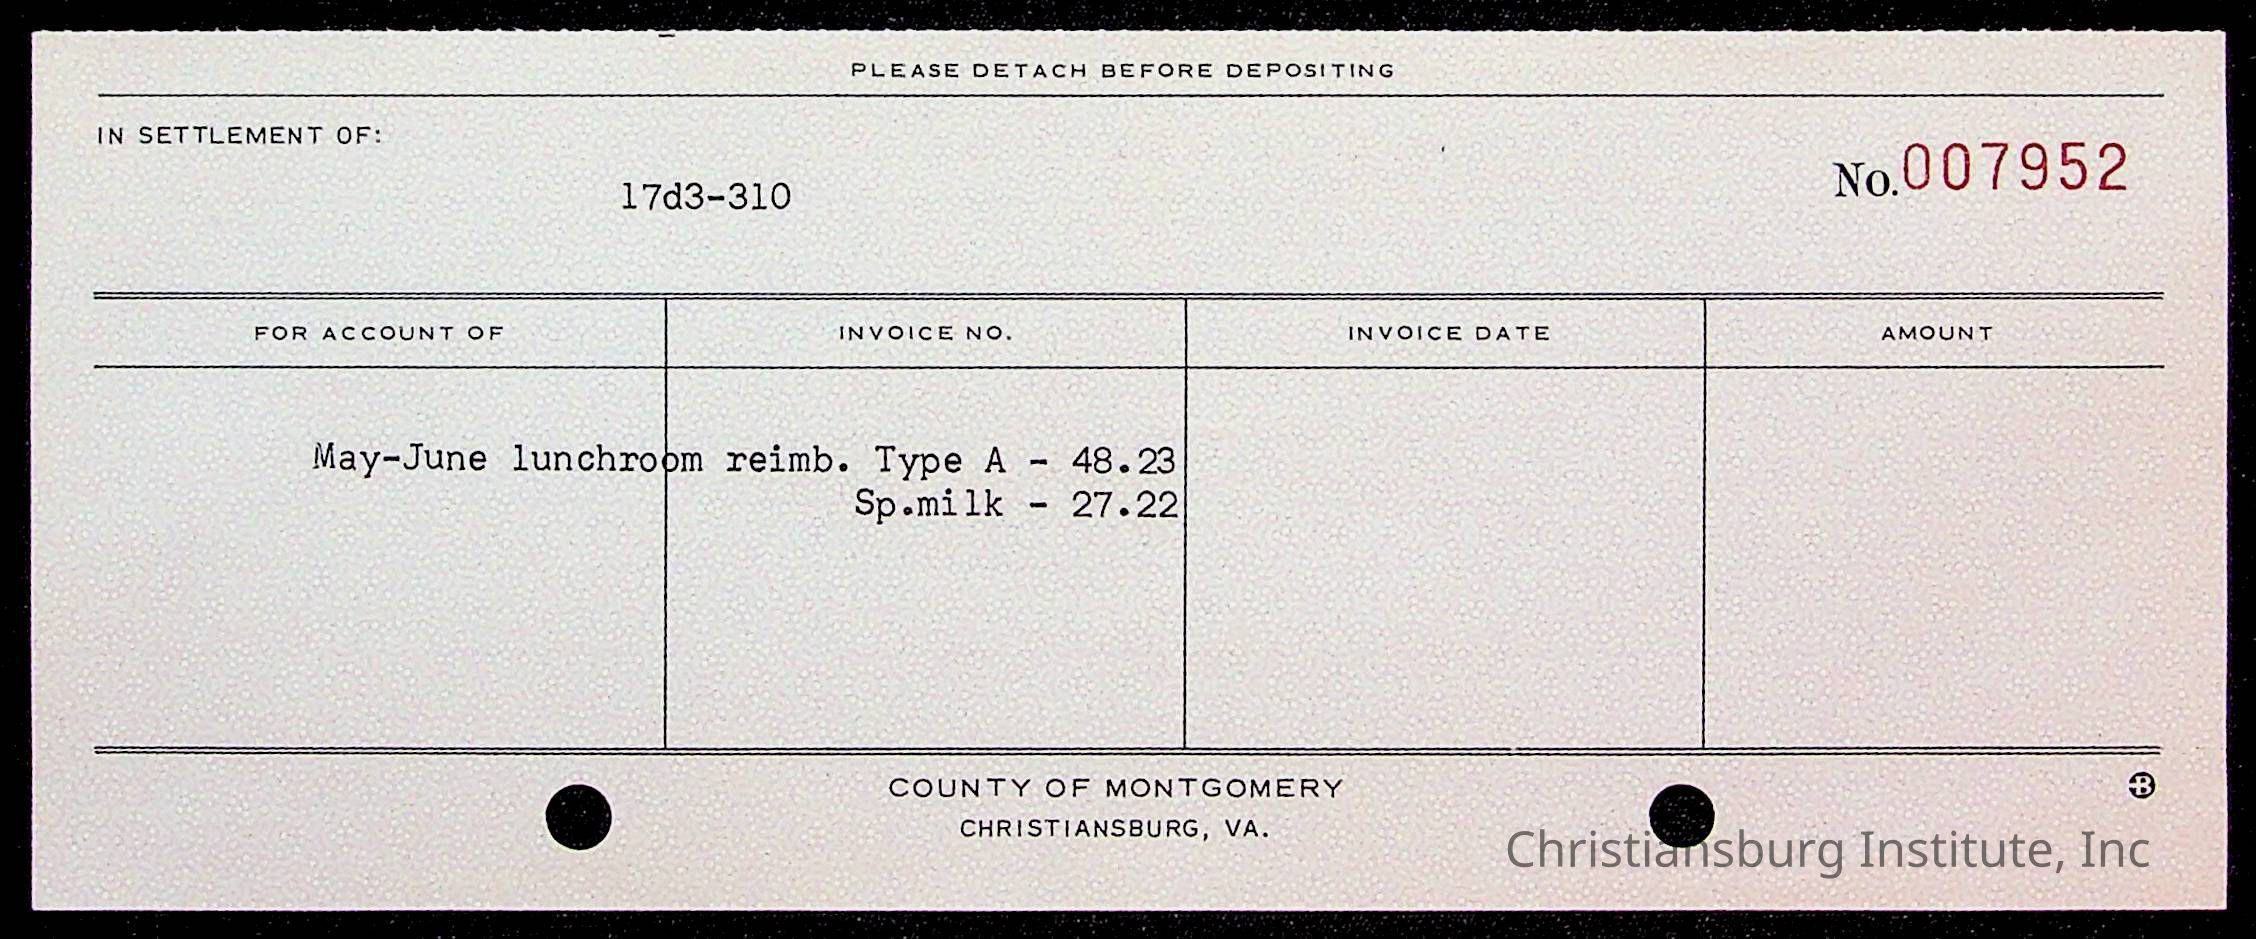 PLEASE DETACH BEFORE DEPOSITING
IN SETTLEMENT OF:
No. 007952
17d3-310
FOR ACCOUNT OF INVOICE NO. INVOICE DATE AMOUNT
May-June lunchroom reimb. Type A - 48.23
Sp.milk - 27.22
COUNTY OF MONTGOMERY
B
CHRISTIANSBURG, VA.
Christiansburg Institute, Inc